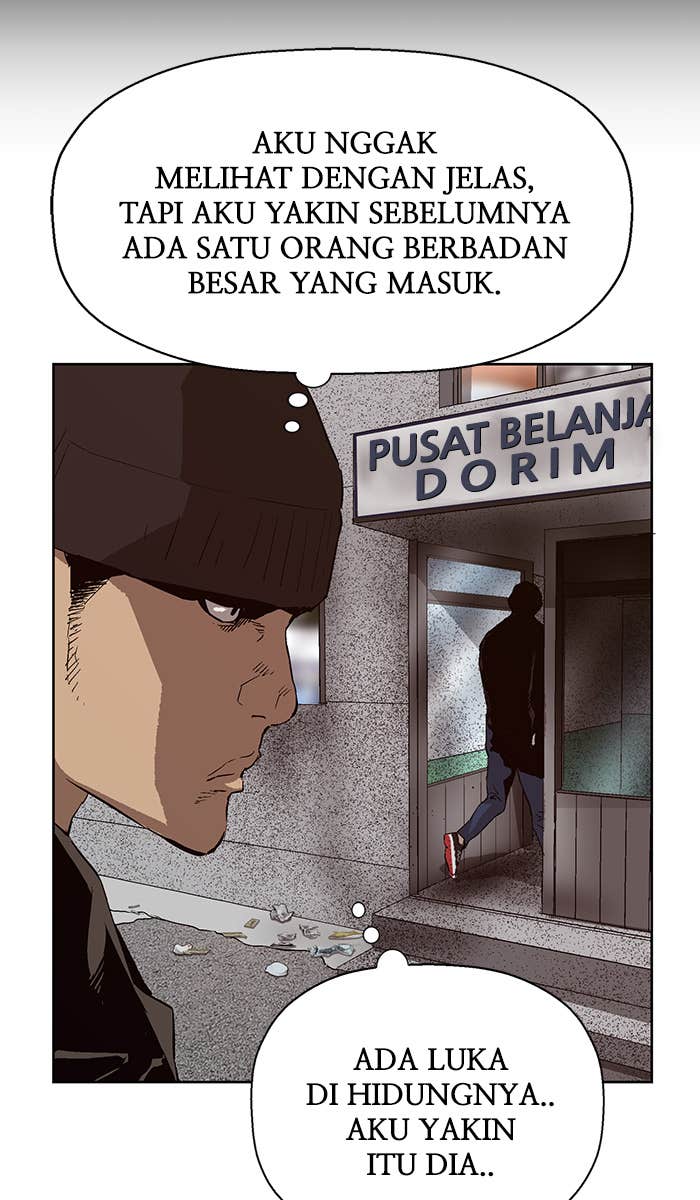 AKU NGGAK
MELIHAT DENGAN JELAS,
TAPI AKU YAKIN SEBELUMNYA
ADA SATU ORANG BERBADAN
BESAR YANG MASUK.
PUSAT BELANJA
DORIM
ADA LUKA
DI HIDUNGNYA..
AKU YAKIN
ITU DIA..